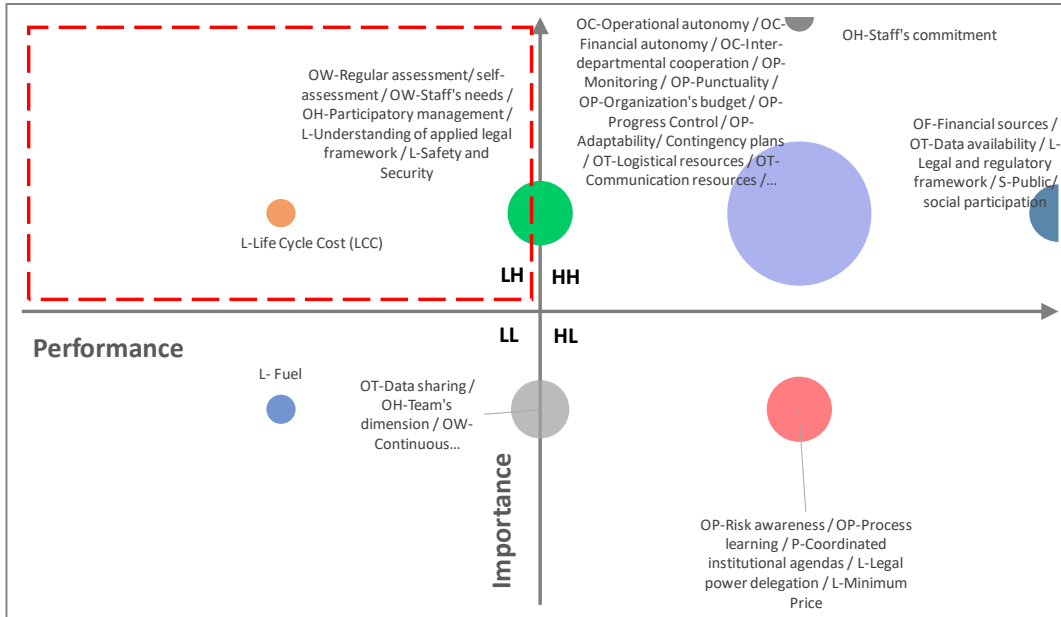 OC-Operational autonomy / OC-
Financial autonomy / OC-Inter-
departmental cooperation / OP-
Monitoring / OP-Punctuality /
OP-Organization's budget / OP-
Progress Control / OP-
Adaptability/ Contingency plans
/ OT-Logistical resources / OT-
Communication resources /...
OH-Staff's commitment
OW-Regular assessment/ self-
assessment / OW-Staff's needs /
OH-Participatory management /
L-Understanding of applied legal
framework / L-Safety and
Security
OF-Financial sources /
OT-Data availability / L-
Legal and regulatory
framework / S-Public/
social participation
L-Life Cycle Cost (LCC)
LH HH
LL HL
Performance
L- Fuel
OT-Data sharing /
OH-Team's
dimension / OW-
Continuous...
Importance
OP-Risk awareness / OP-Process
learning / P-Coordinated
institutional agendas / L-Legal
power delegation / L-Minimum
Price